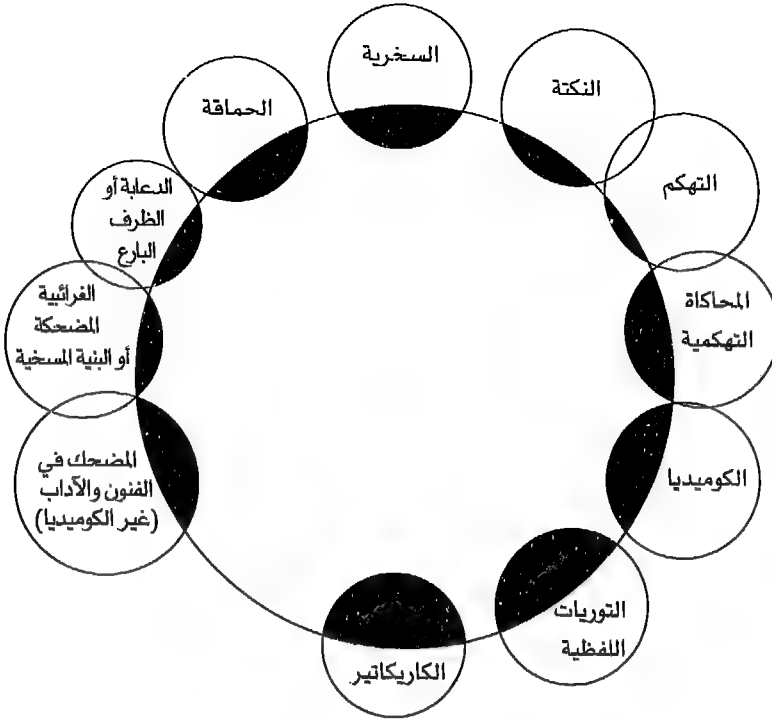 السخرية
النكتة
التهكم
المحاكاة
التهكمية
الكوميديا
التوريات
اللفظية
الكاريكاتير
المضحك في
الفنون والآداب
(غير الكوميديا)
الغرائبية
المضحكة
أو البنية المسخية
الدعابة أو
الظرف
البارع
الحماقة